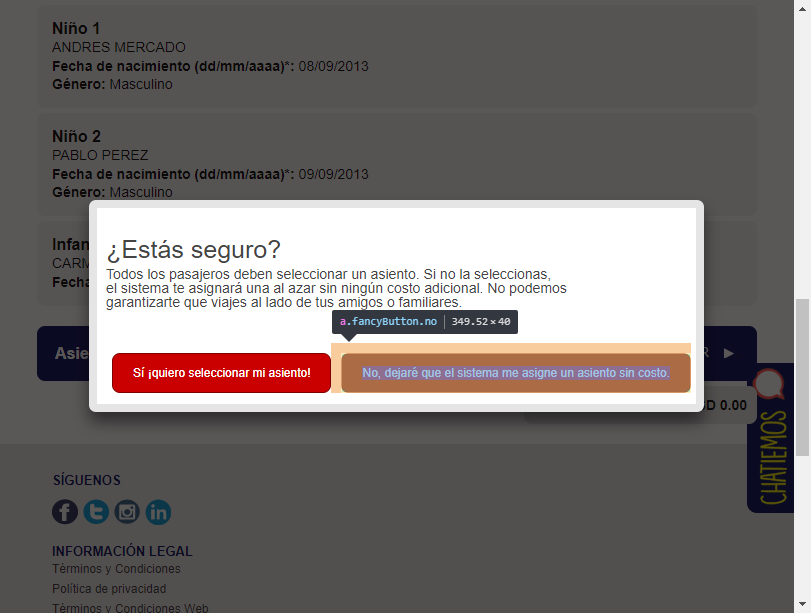 Niño 1
ANDRES MERCADO
Fecha de nacimiento (dd/mm/aaaa)*: 08/09/2013
Género: Masculino
Niño 2
PABLO PEREZ
Fecha de nacimiento (dd/mm/aaaa)*: 09/09/2013
Género: Masculino
Infan
CARM
Fecha
¿Estás seguro?
Todos los pasajeros deben seleccionar un asiento. Si no la seleccionas,
el sistema te asignará una al azar sin ningún costo adicional. No podemos
garantizarte que viajes al lado de tus amigos o familiares.
a.fancyButton.no | 349.52 × 40
Asie
R
Sí ¡quiero seleccionar mi asiento!
No, dejaré que el sistema me asigne un asiento sin costo.
D 0.00
CHATIEMOS
SÍGUENOS
INFORMACIÓN LEGAL
Términos y Condiciones
Política de privacidad
Términos y Condiciones Web